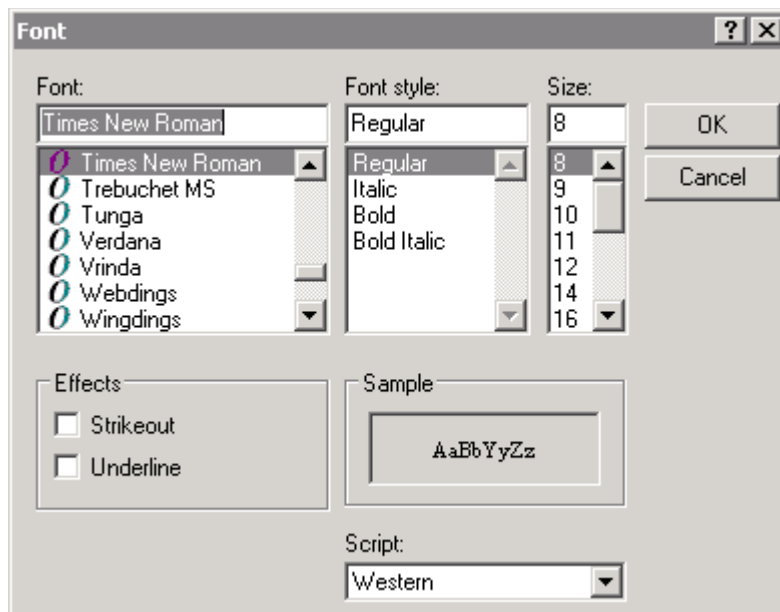 Font
Font:
Times New Roman
Times New Roman
Trebuchet MS
Tunga
Verdana
Vrinda
Webdings
Wingdings
Font style:
Regular
Regular
Italic
Bold
Bold Italic
Size:
8
8
9
10
11
12
14
16
OK
Cancel
Effects
Strikeout
Underline
Sample
AaBbYyZz
Script:
Western